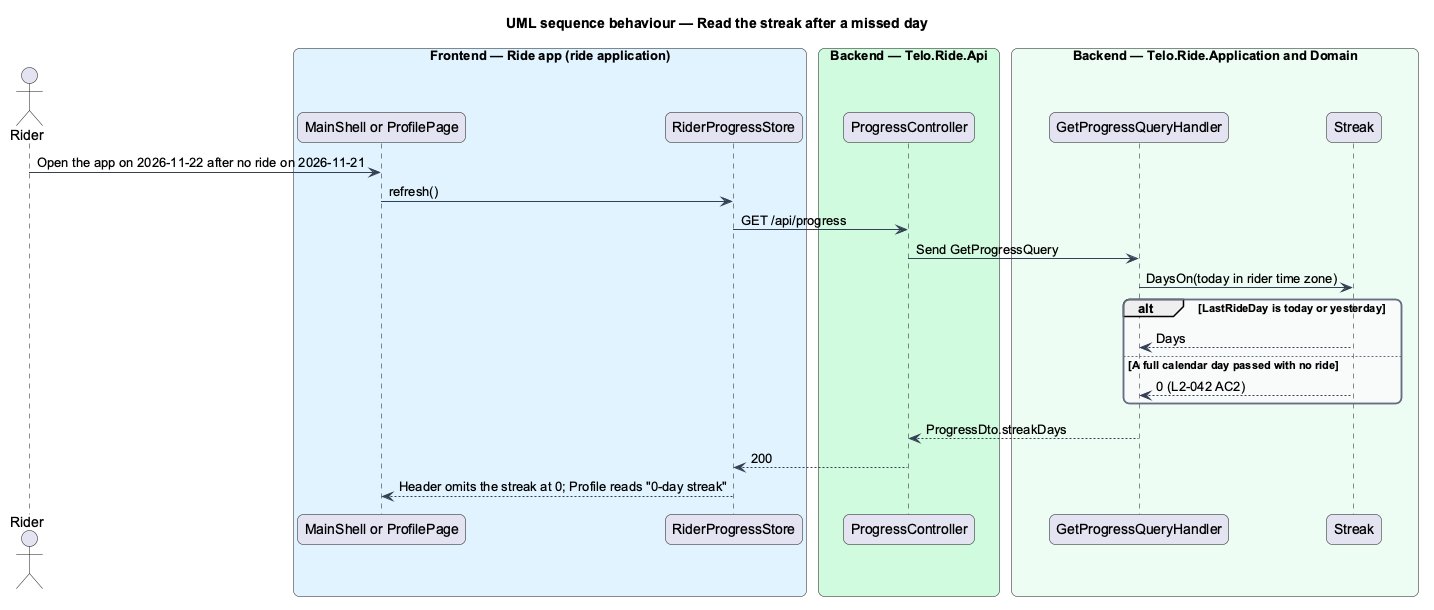 UML sequence behaviour — Read the streak after a missed day
Frontend — Ride app (ride application)
Backend — Telo.Ride.Api
Backend — Telo.Ride.Application and Domain
Rider
MainShell or ProfilePage
RiderProgressStore
ProgressController
GetProgressQueryHandler
Streak
Open the app on 2026-11-22 after no ride on 2026-11-21
refresh()
GET /api/progress
Send GetProgressQuery
DaysOn(today in rider time zone)
alt
[LastRideDay is today or yesterday]
Days
[A full calendar day passed with no ride]
0 (L2-042 AC2)
ProgressDto.streakDays
200
Header omits the streak at 0; Profile reads "0-day streak"
Rider
MainShell or ProfilePage
RiderProgressStore
ProgressController
GetProgressQueryHandler
Streak